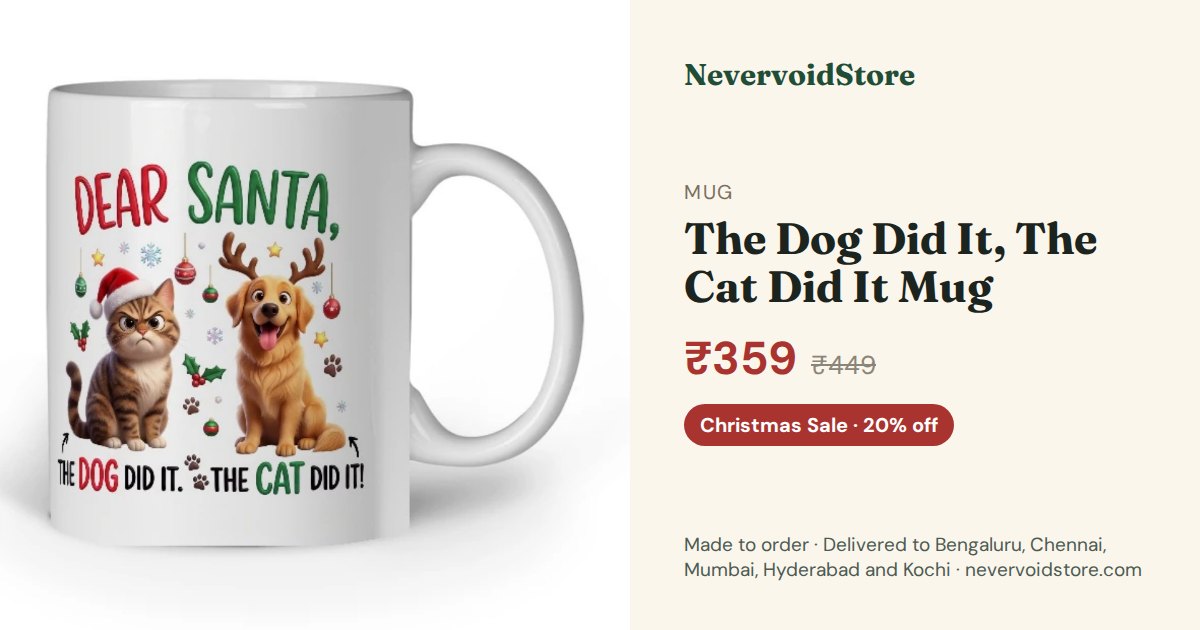 DEAR SANTA,
THE DOG DID IT. THE CAT DID IT!
NevervoidStore
MUG
The Dog Did It, The
Cat Did It Mug
₹359 ₹449
Christmas Sale · 20% off
Made to order · Delivered to Bengaluru, Chennai,
Mumbai, Hyderabad and Kochi · nevervoidstore.com